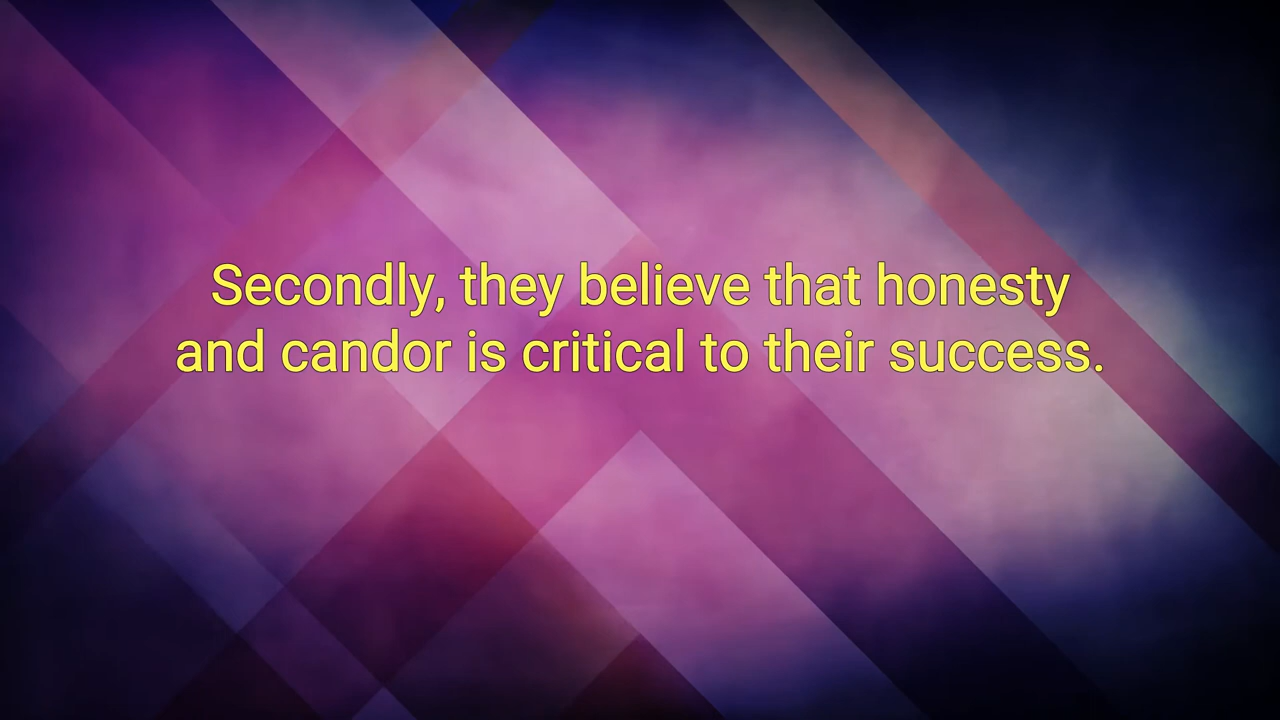 Secondly, they believe that honesty
and candor is critical to their success.